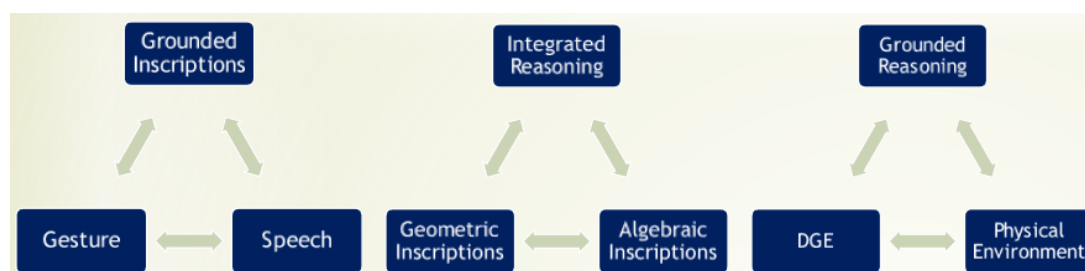 Grounded
Inscriptions
Integrated
Reasoning
Grounded
Reasoning
Gesture
Speech
Geometric
Inscriptions
Algebraic
Inscriptions
DGE
Physical
Environment